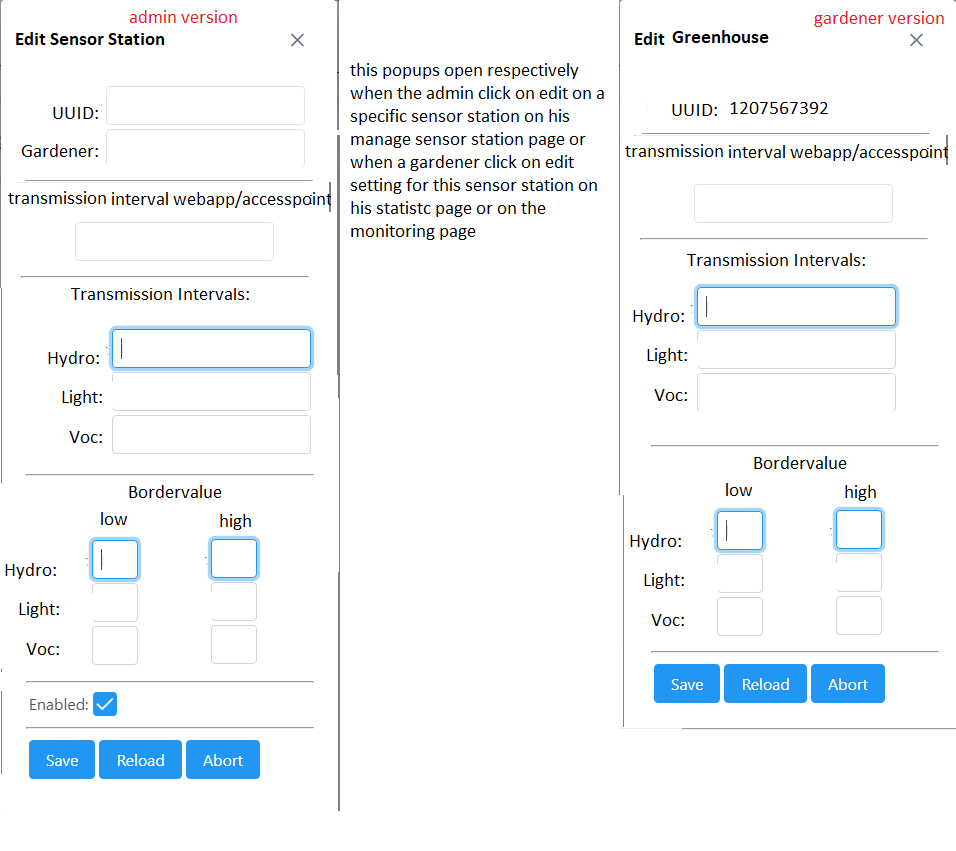 admin version
Edit Sensor Station
UUID:
Gardener:
transmission interval webapp/accesspoint
Transmission Intervals:
Hydro:
Light:
Voc:
Bordervalue
low high
Hydro:
Light:
Voc:
Enabled:
Save Reload Abort
this popups open respectively
when the admin click on edit on a
specific sensor station on his
manage sensor station page or
when a gardener click on edit
setting for this sensor station on
his statistc page or on the
monitoring page
gardener version
Edit Greenhouse
UUID: 1207567392
transmission interval webapp/accesspoint
Transmission Intervals:
Hydro:
Light:
Voc:
Bordervalue
low high
Hydro:
Light:
Voc:
Save Reload Abort